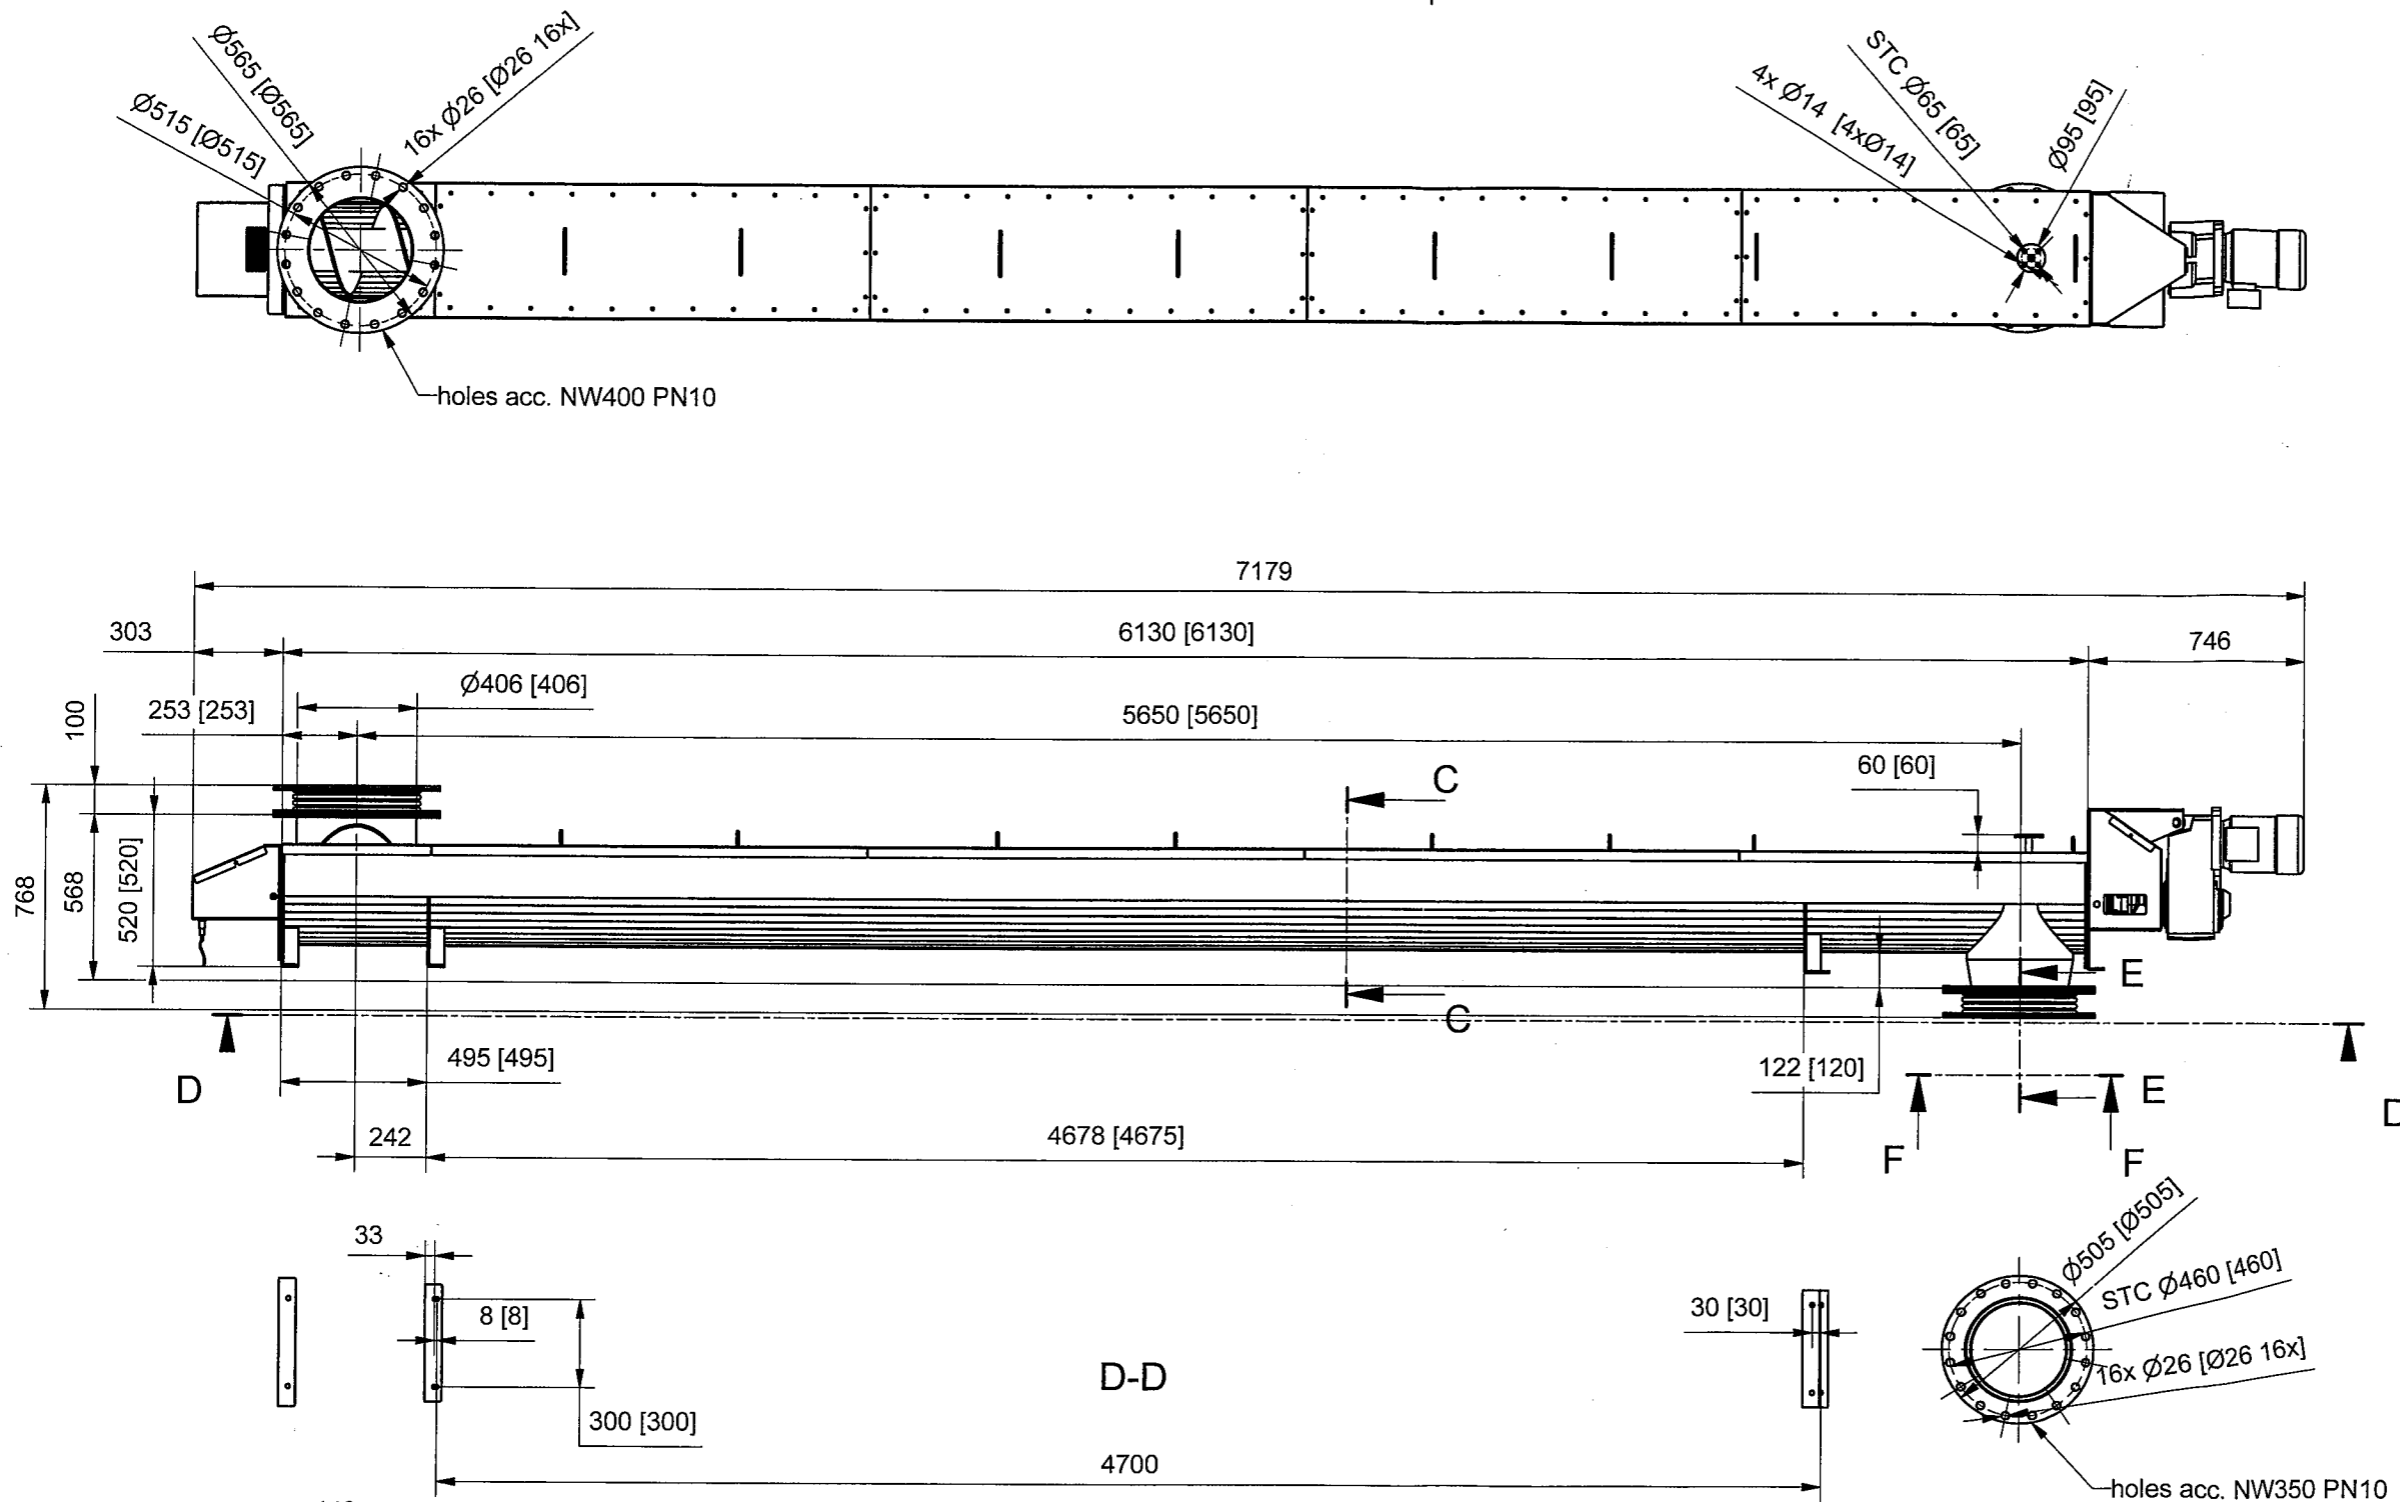 Ø565 [Ø565]
Ø515 [Ø515]
16x Ø26 [Ø26 16x]
STC Ø65 [65]
4x Ø14 [4xØ14]
Ø95 [95]
holes acc. NW400 PN10
7179
303
6130 [6130]
746
Ø406 [406]
253 [253]
5650 [5650]
100
60 [60]
C
768
568
520 [520]
E
C
495 [495]
122 [120]
D
E
D
242
4678 [4675]
F
F
33
8 [8]
30 [30]
Ø505 [Ø505]
STC Ø460 [460]
16x Ø26 [Ø26 16x]
D-D
300 [300]
4700
holes acc. NW350 PN10